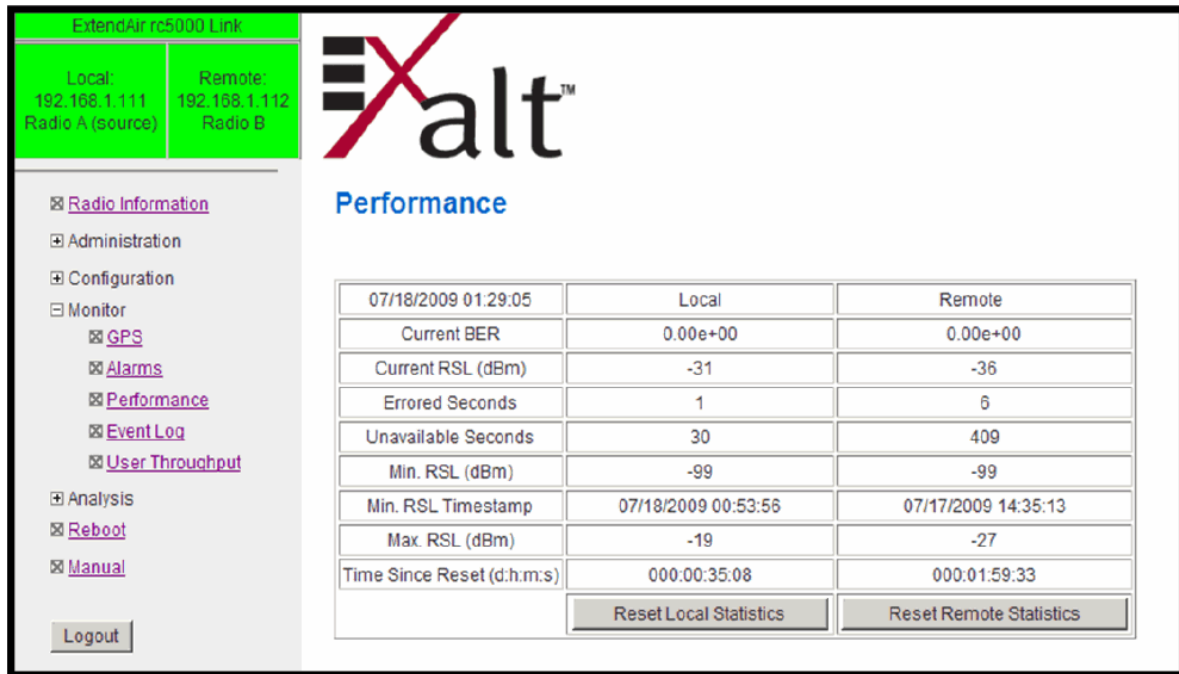 ExtendAir rc5000 Link
Local:
192.168.1.111
Radio A (source)
Remote:
192.168.1.112
Radio B
Exalt™
Radio Information
Administration
Configuration
Monitor
GPS
Alarms
Performance
Event Log
User Throughput
Analysis
Reboot
Manual
Logout
Performance
07/18/2009 01:29:05 Local Remote
Current BER 0.00e+00 0.00e+00
Current RSL (dBm) -31 -36
Errored Seconds 1 6
Unavailable Seconds 30 409
Min. RSL (dBm) -99 -99
Min. RSL Timestamp 07/18/2009 00:53:56 07/17/2009 14:35:13
Max. RSL (dBm) -19 -27
Time Since Reset (d:h:m:s) 000:00:35:08 000:01:59:33
Reset Local Statistics Reset Remote Statistics